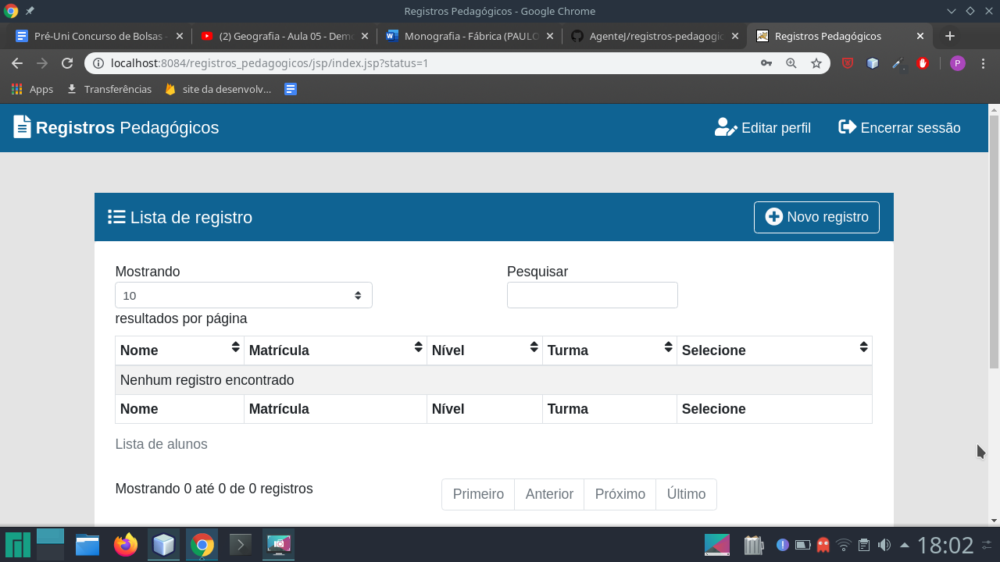 Registros Pedagógicos - Google Chrome
Pré-Uni Concurso de Bolsas -
(2) Geografia - Aula 05 - Demo
Monografia - Fábrica (PAULO
AgenteJ/registros-pedagogic
Registros Pedagógicos
localhost:8084/registros_pedagogicos/jsp/index.jsp?status=1
P
Apps
Transferências
site da desenvolv...
Registros Pedagógicos
Editar perfil
Encerrar sessão
Lista de registro
Novo registro
Mostrando
Pesquisar
10
resultados por página
Nome Matrícula Nível Turma Selecione
Nenhum registro encontrado
Nome Matrícula Nível Turma Selecione
Lista de alunos
Mostrando 0 até 0 de 0 registros
Primeiro Anterior Próximo Último
18:02